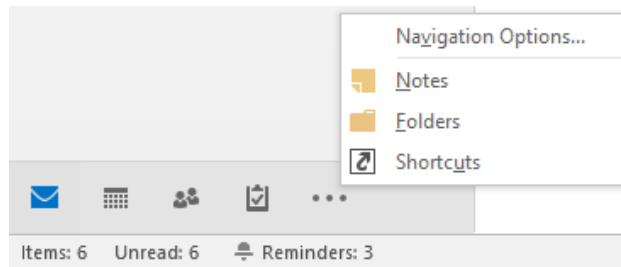 Navigation Options...
Notes
Folders
Shortcuts
Items: 6 Unread: 6 Reminders: 3